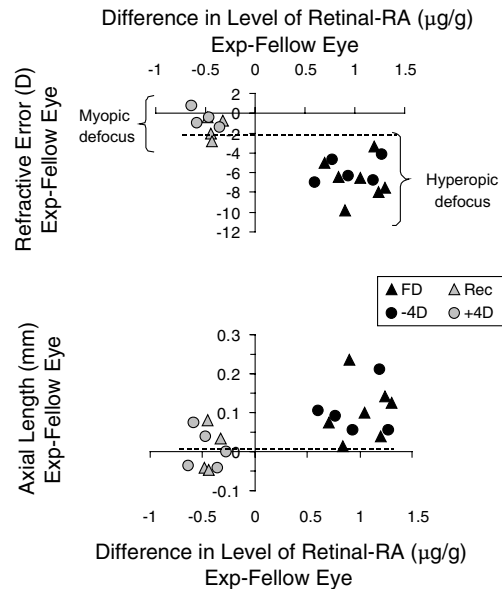 Difference in Level of Retinal-RA (µg/g)
Exp-Fellow Eye
-1 -0.5 0 0.5 1 1.5
Refractive Error (D)
Exp-Fellow Eye
2
0
-2
-4
-6
-8
-10
-12
Myopic
defocus
Hyperopic
defocus
FD Rec
-4D +4D
Axial Length (mm)
Exp-Fellow Eye
0.3
0.2
0.1
0
-0.1
-1 -0.5 0 0.5 1 1.5
Difference in Level of Retinal-RA (µg/g)
Exp-Fellow Eye